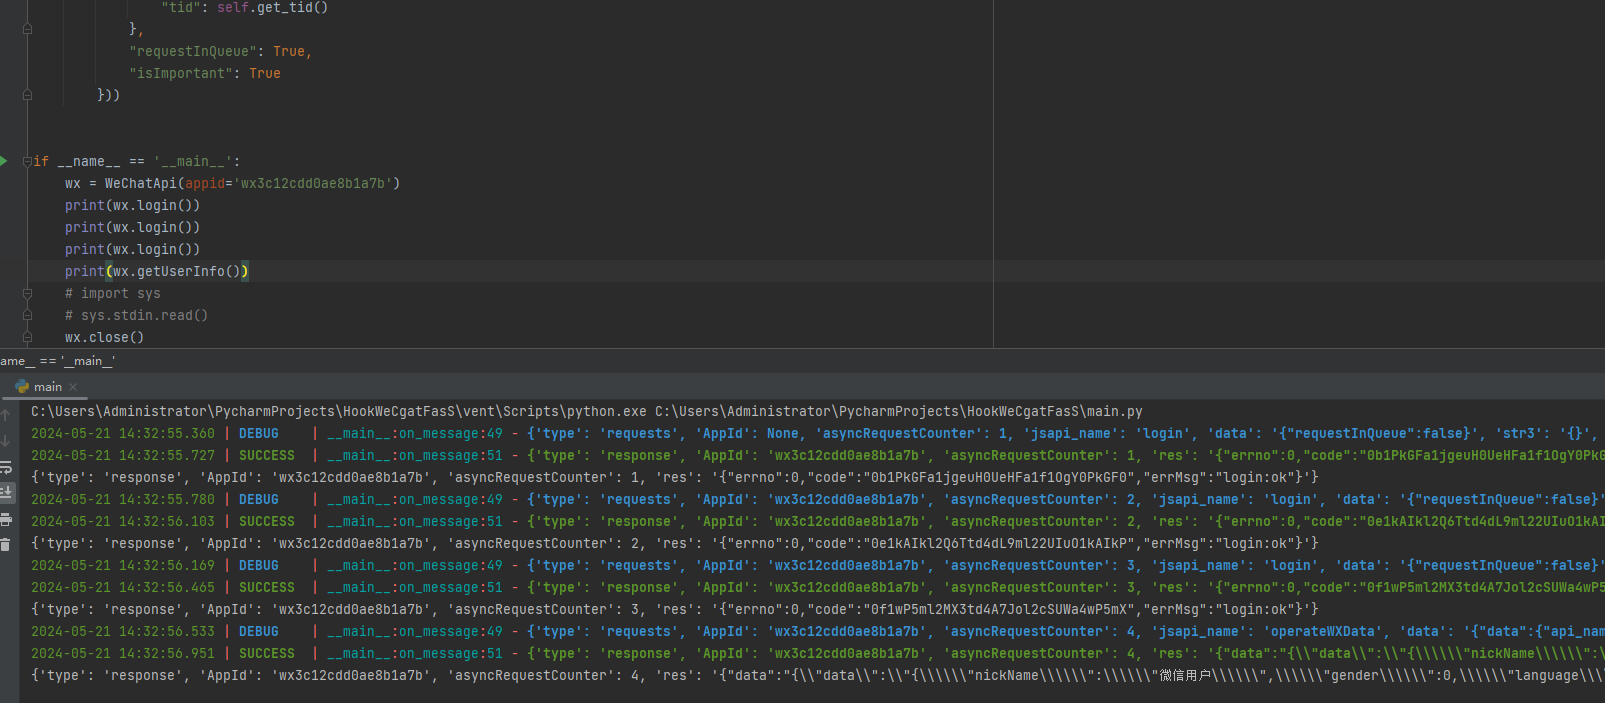 "tid": self.get_tid()
},
"requestInQueue": True,
"isImportant": True
}))
if __name__ == '__main__':
wx = WeChatApi(appid='wx3c12cdd0ae8b1a7b')
print(wx.login())
print(wx.login())
print(wx.login())
print(wx.getUserInfo())
# import sys
# sys.stdin.read()
wx.close()
ame__ == '__main__'
main
C:\Users\Administrator\PycharmProjects\HookWeCgatFasS\vent\Scripts\python.exe C:\Users\Administrator\PycharmProjects\HookWeCgatFasS\main.py
2024-05-21 14:32:55.360 | DEBUG    | __main__:on_message:49 - {'type': 'requests', 'AppId': None, 'asyncRequestCounter': 1, 'jsapi_name': 'login', 'data': '{"requestInQueue":false}', 'str3': '{}',
2024-05-21 14:32:55.727 | SUCCESS  | __main__:on_message:51 - {'type': 'response', 'AppId': 'wx3c12cdd0ae8b1a7b', 'asyncRequestCounter': 1, 'res': '{"errno":0,"code":"0b1PkGFa1jgeuH0UeHFa1f1OgY0PkG
{'type': 'response', 'AppId': 'wx3c12cdd0ae8b1a7b', 'asyncRequestCounter': 1, 'res': '{"errno":0,"code":"0b1PkGFa1jgeuH0UeHFa1f1OgY0PkGF0","errMsg":"login:ok"}'}
2024-05-21 14:32:55.780 | DEBUG    | __main__:on_message:49 - {'type': 'requests', 'AppId': 'wx3c12cdd0ae8b1a7b', 'asyncRequestCounter': 2, 'jsapi_name': 'login', 'data': '{"requestInQueue":false}'
2024-05-21 14:32:56.103 | SUCCESS  | __main__:on_message:51 - {'type': 'response', 'AppId': 'wx3c12cdd0ae8b1a7b', 'asyncRequestCounter': 2, 'res': '{"errno":0,"code":"0e1kAIkl2Q6Ttd4dL9ml22UIuO1kAI
{'type': 'response', 'AppId': 'wx3c12cdd0ae8b1a7b', 'asyncRequestCounter': 2, 'res': '{"errno":0,"code":"0e1kAIkl2Q6Ttd4dL9ml22UIuO1kAIkP","errMsg":"login:ok"}'}
2024-05-21 14:32:56.169 | DEBUG    | __main__:on_message:49 - {'type': 'requests', 'AppId': 'wx3c12cdd0ae8b1a7b', 'asyncRequestCounter': 3, 'jsapi_name': 'login', 'data': '{"requestInQueue":false}'
2024-05-21 14:32:56.465 | SUCCESS  | __main__:on_message:51 - {'type': 'response', 'AppId': 'wx3c12cdd0ae8b1a7b', 'asyncRequestCounter': 3, 'res': '{"errno":0,"code":"0f1wP5ml2MX3td4A7Jol2cSUWa4wP5
{'type': 'response', 'AppId': 'wx3c12cdd0ae8b1a7b', 'asyncRequestCounter': 3, 'res': '{"errno":0,"code":"0f1wP5ml2MX3td4A7Jol2cSUWa4wP5mX","errMsg":"login:ok"}'}
2024-05-21 14:32:56.533 | DEBUG    | __main__:on_message:49 - {'type': 'requests', 'AppId': 'wx3c12cdd0ae8b1a7b', 'asyncRequestCounter': 4, 'jsapi_name': 'operateWXData', 'data': '{"data":{"api_nam
2024-05-21 14:32:56.951 | SUCCESS  | __main__:on_message:51 - {'type': 'response', 'AppId': 'wx3c12cdd0ae8b1a7b', 'asyncRequestCounter': 4, 'res': '{"data":"{\\"data\\":\\"{\\\\\\"nickName\\\\\\":\
{'type': 'response', 'AppId': 'wx3c12cdd0ae8b1a7b', 'asyncRequestCounter': 4, 'res': '{"data":"{\\"data\\":\\"{\\\\\\"nickName\\\\\\":\\\\\\"微信用户\\\\\\",\\\\\\"gender\\\\\\":0,\\\\\\"language\\\\